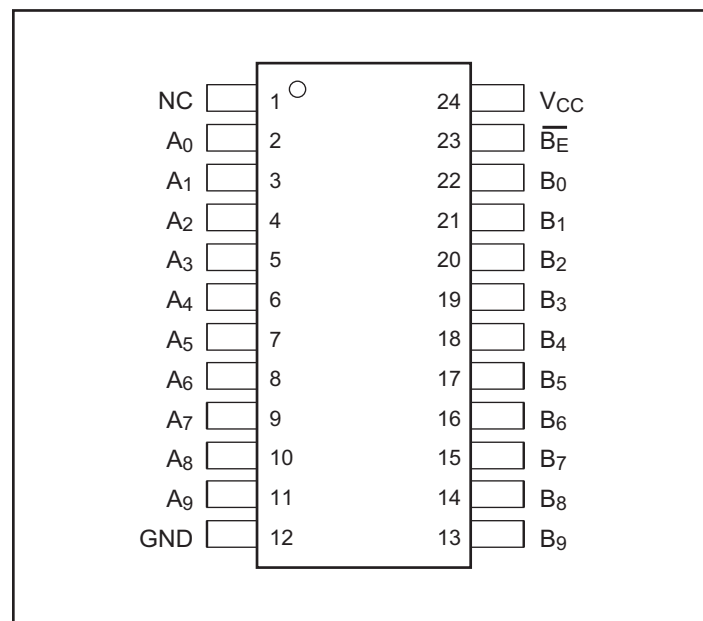 NC 1 24 VCC
A0 2 23 B̅E̅
A1 3 22 B0
A2 4 21 B1
A3 5 20 B2
A4 6 19 B3
A5 7 18 B4
A6 8 17 B5
A7 9 16 B6
A8 10 15 B7
A9 11 14 B8
GND 12 13 B9